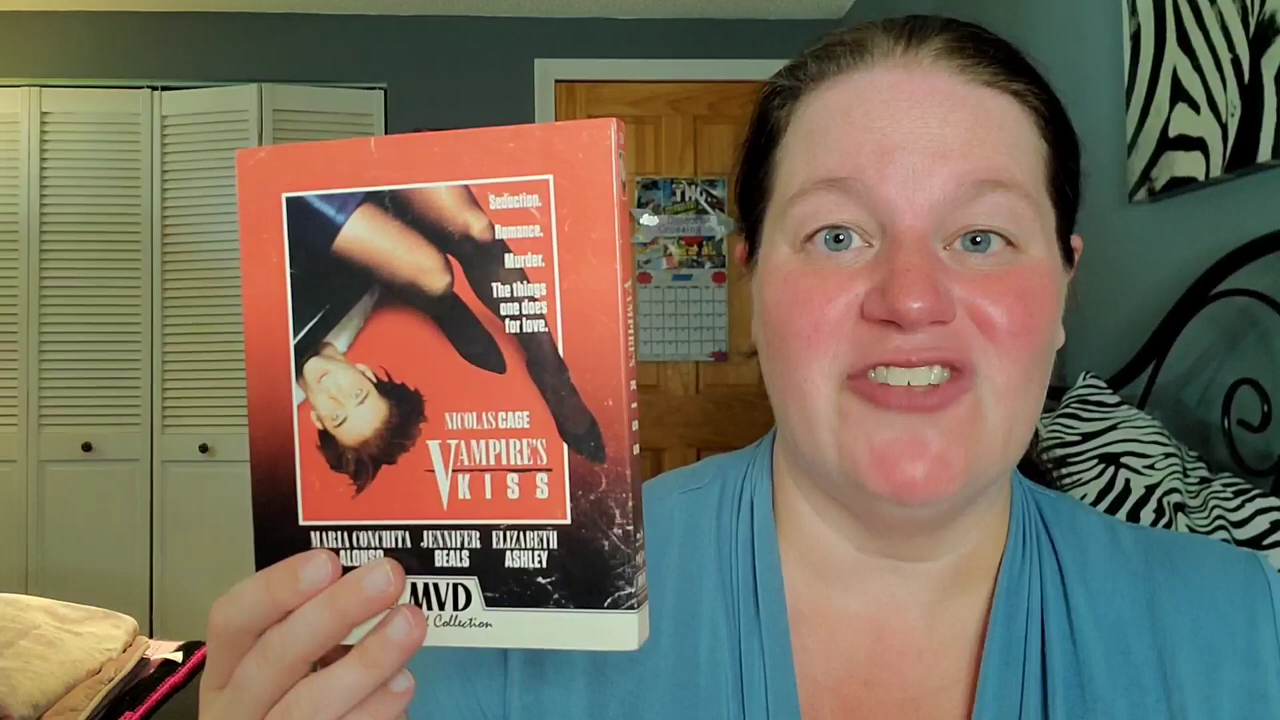 Seduction.
Romance.
Murder.
The things
one does
for love.
NICOLAS CAGE
VAMPIRE'S
KISS
MARIA CONCHITA JENNIFER ELIZABETH
ALONSO BEALS ASHLEY
MVD
Collection
VAMPIRE'S KISS
Crossing